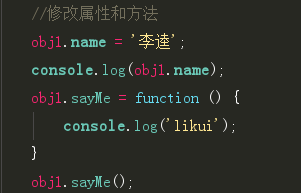 //修改属性和方法
obj1.name = '李逵';
console.log(obj1.name);
obj1.sayMe = function () {
    console.log('likui');
}
obj1.sayMe();